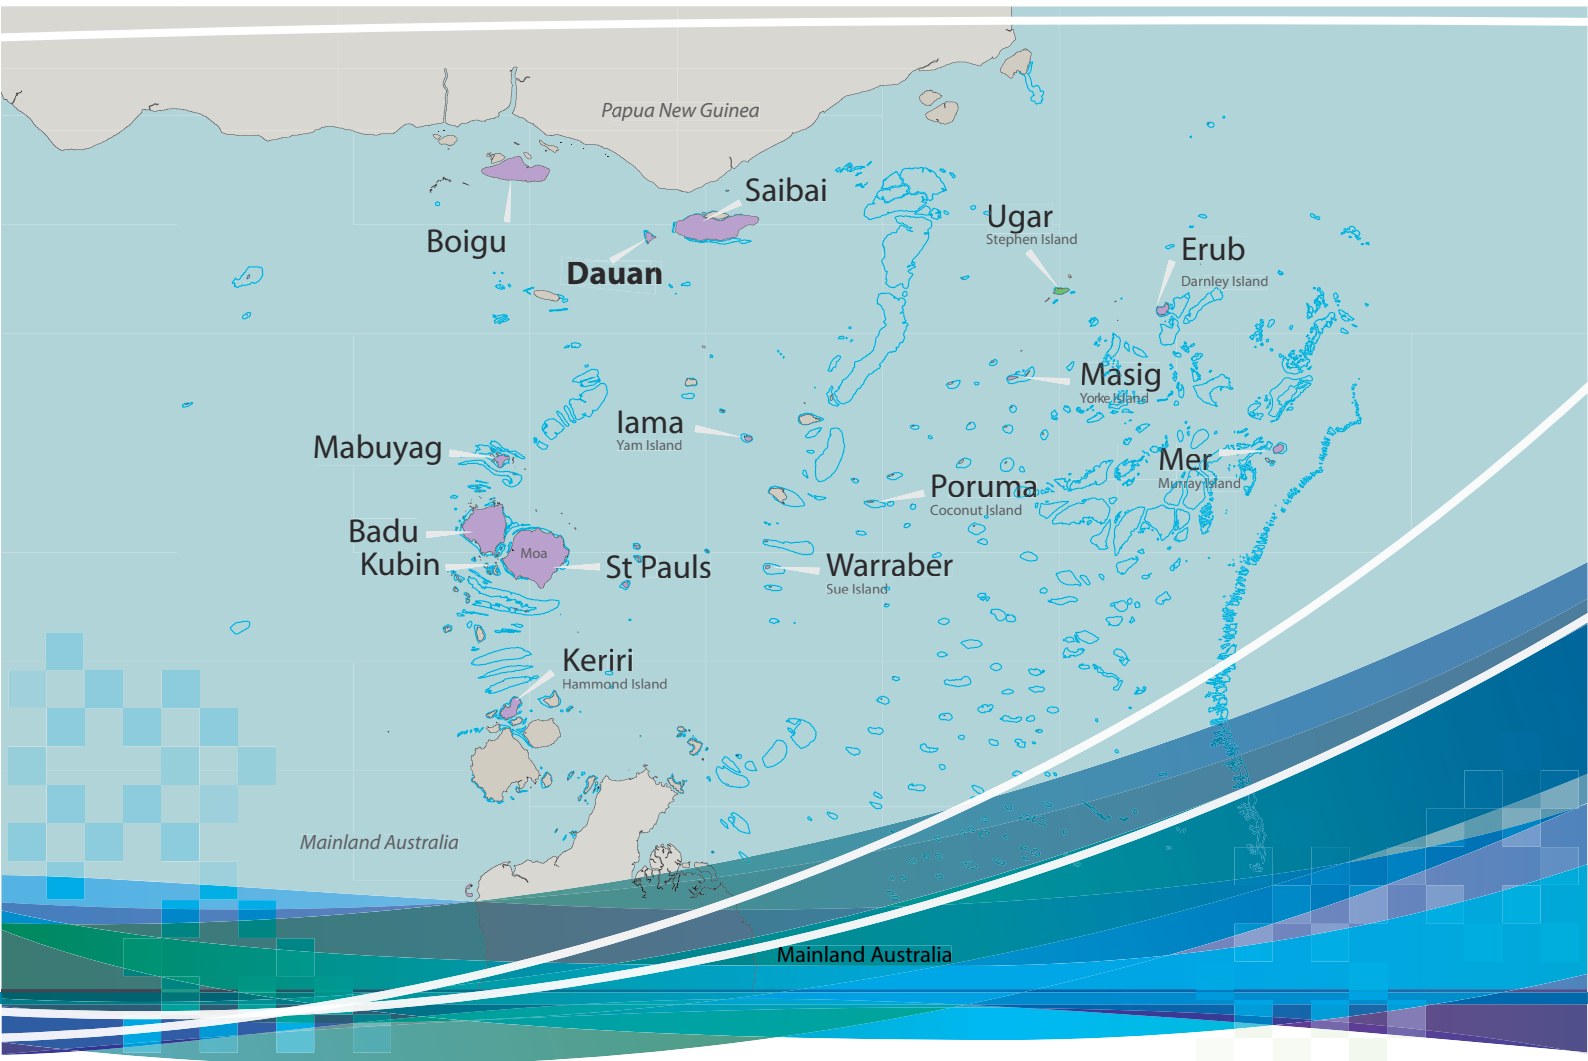 Papua New Guinea
Saibai
Boigu
Dauan
Ugar
Stephen Island
Erub
Darnley Island
Masig
Yorke Island
Iama
Yam Island
Mabuyag
Mer
Murray Island
Poruma
Coconut Island
Badu
Kubin
Moa
St Pauls
Warraber
Sue Island
Keriri
Hammond Island
Mainland Australia
Mainland Australia